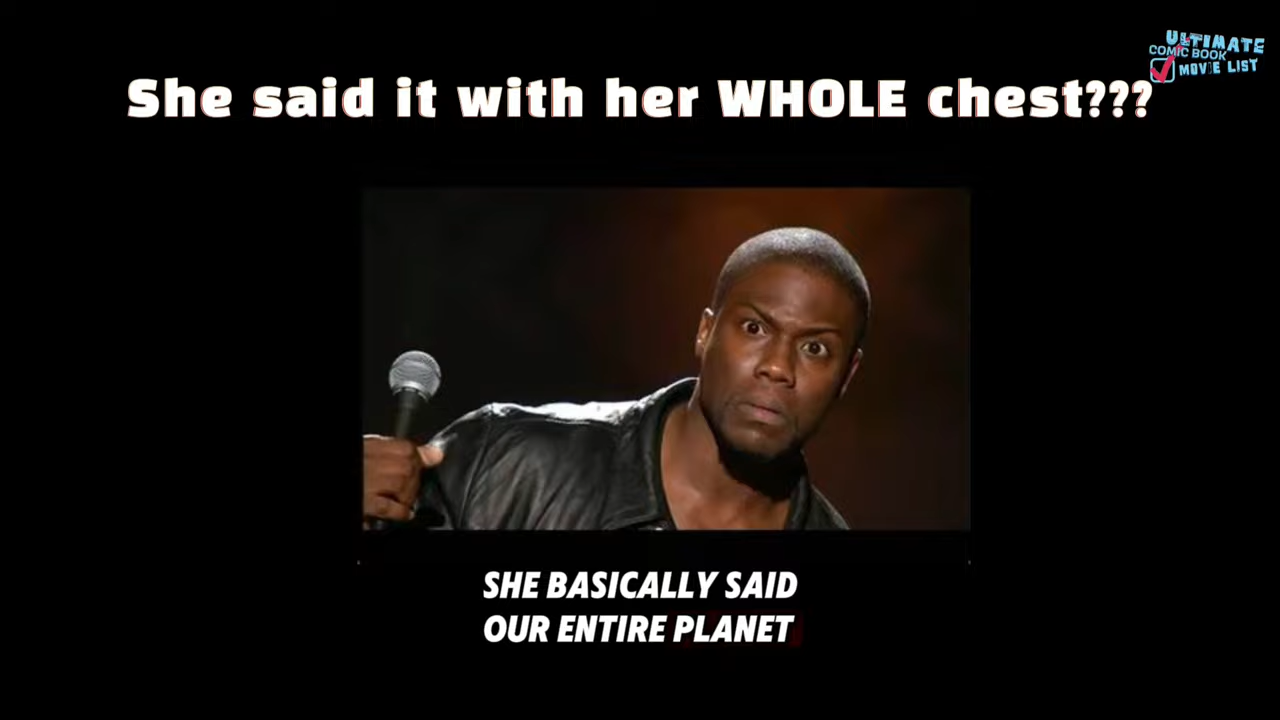 ULTIMATE
COMIC BOOK
MOVIE LIST
She said it with her WHOLE chest???
SHE BASICALLY SAID
OUR ENTIRE PLANET